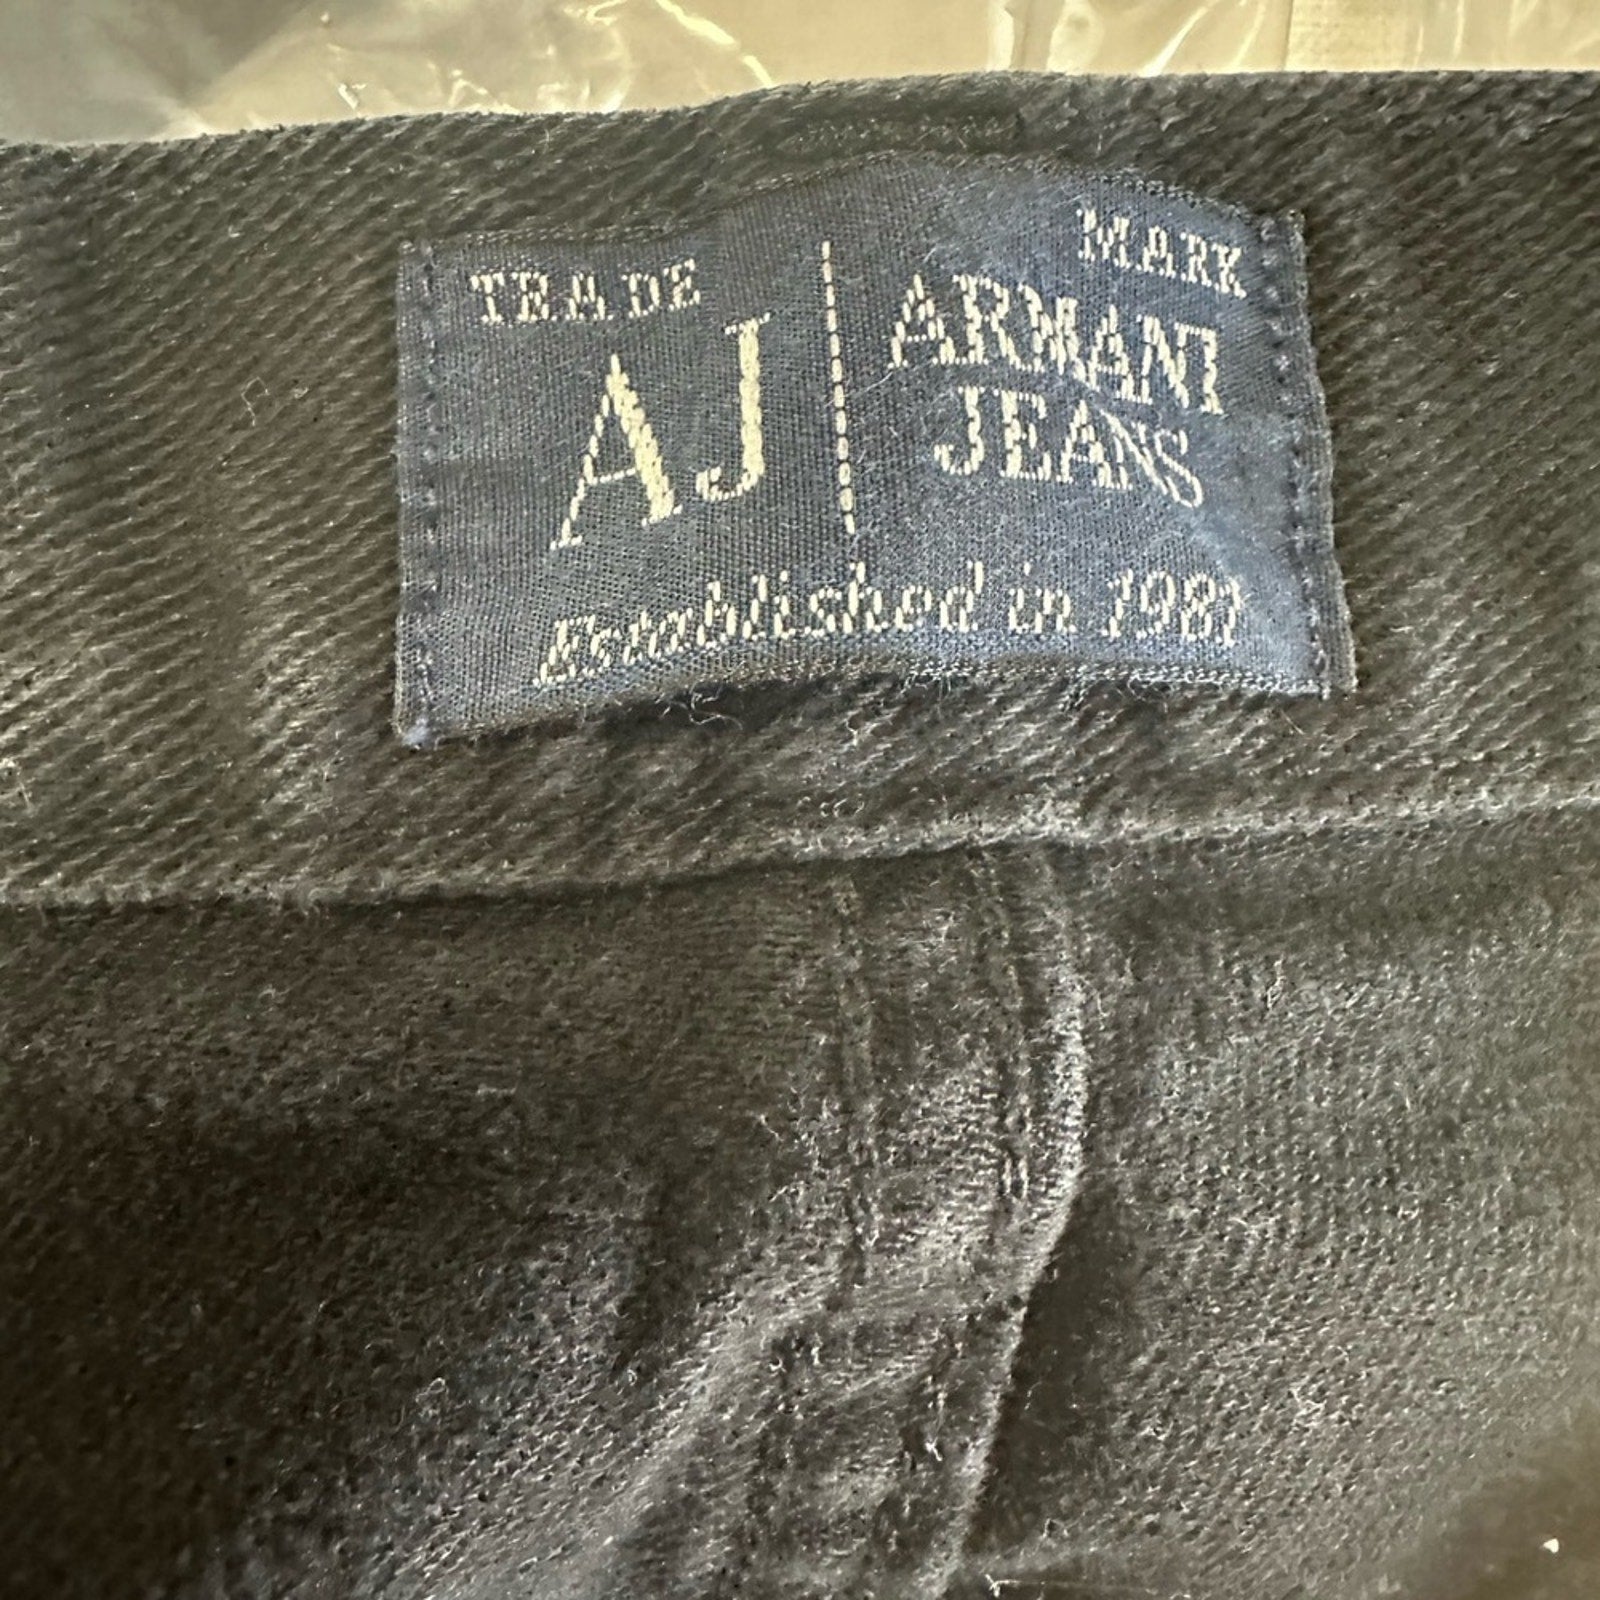 TRADE MARK
AJ ARMANI
JEANS
Established in 1981